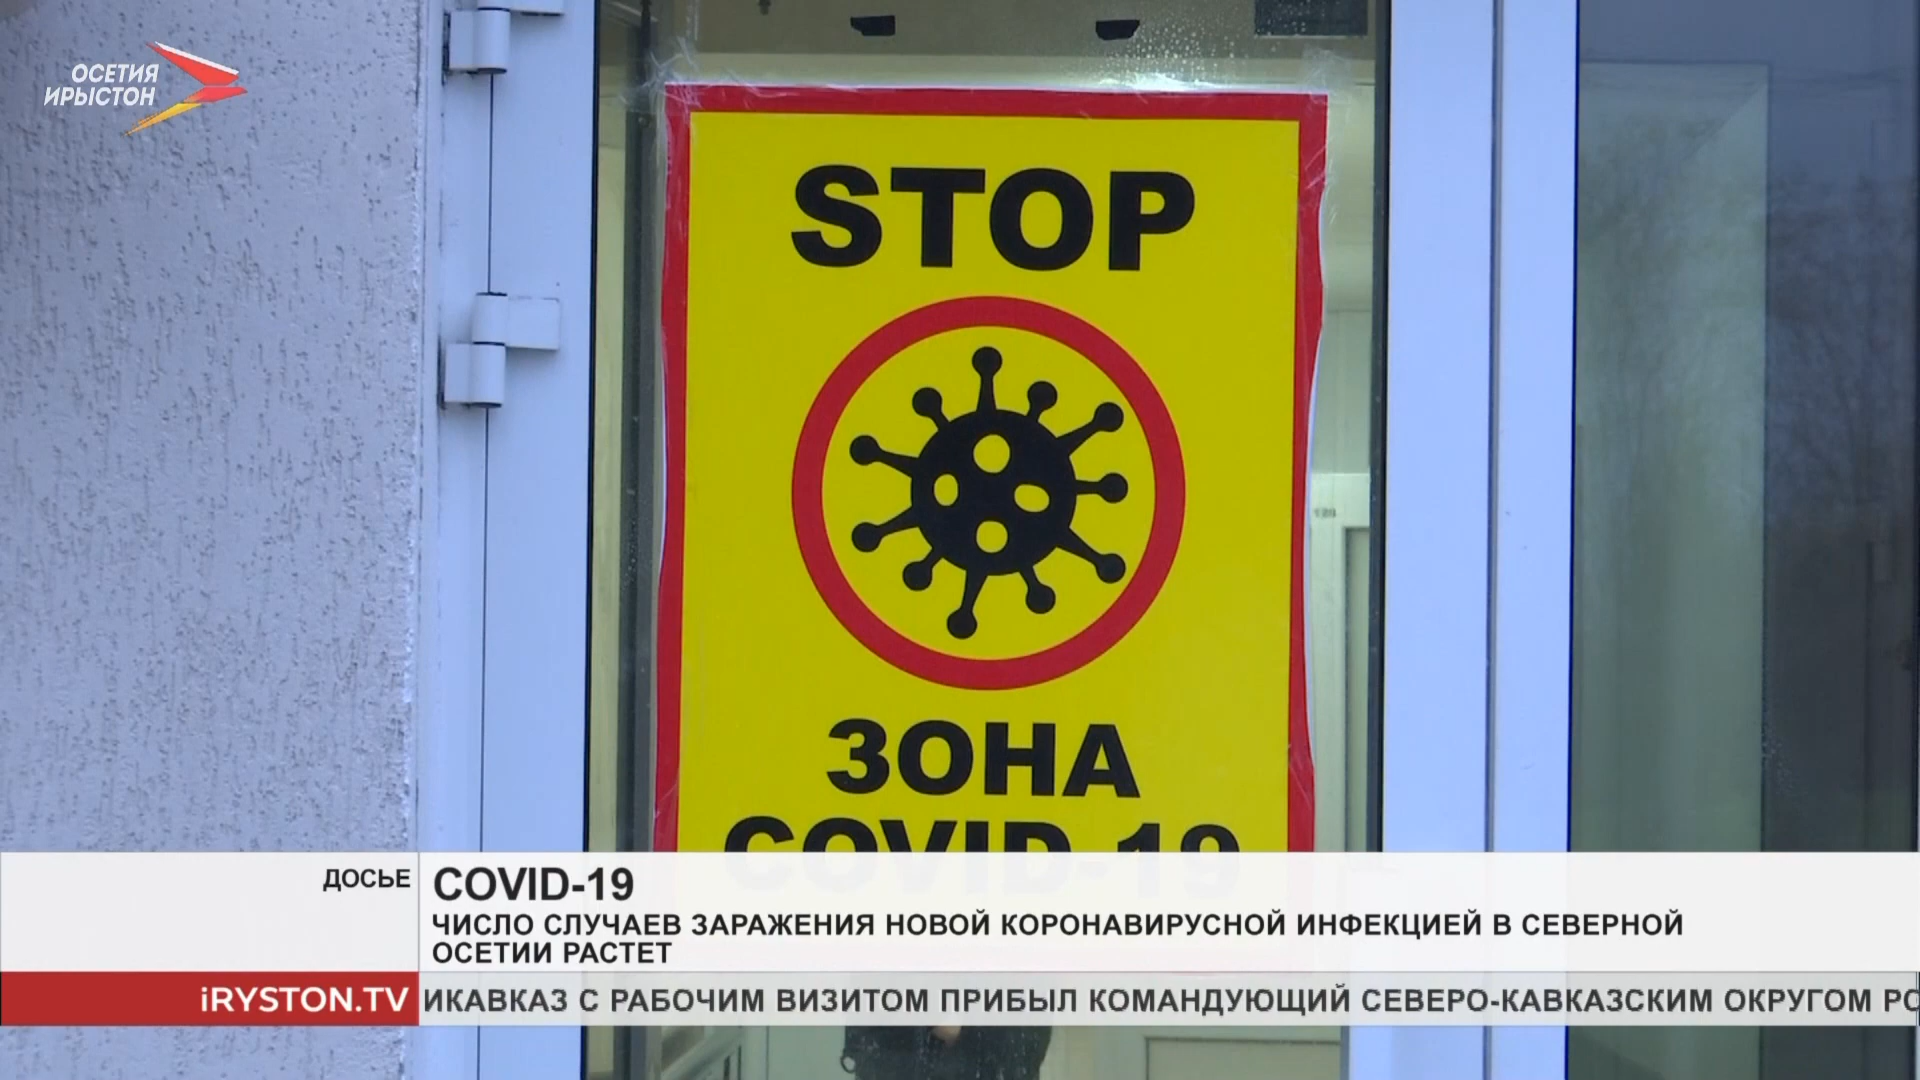 ОСЕТИЯ
ИРЫСТОН
STOP
ЗОНА
COVID-19
ДОСЬЕ
COVID-19
ЧИСЛО СЛУЧАЕВ ЗАРАЖЕНИЯ НОВОЙ КОРОНАВИРУСНОЙ ИНФЕКЦИЕЙ В СЕВЕРНОЙ
ОСЕТИИ РАСТЕТ
iRYSTON.TV
ИКАВКАЗ С РАБОЧИМ ВИЗИТОМ ПРИБЫЛ КОМАНДУЮЩИЙ СЕВЕРО-КАВКАЗСКИМ ОКРУГОМ РО